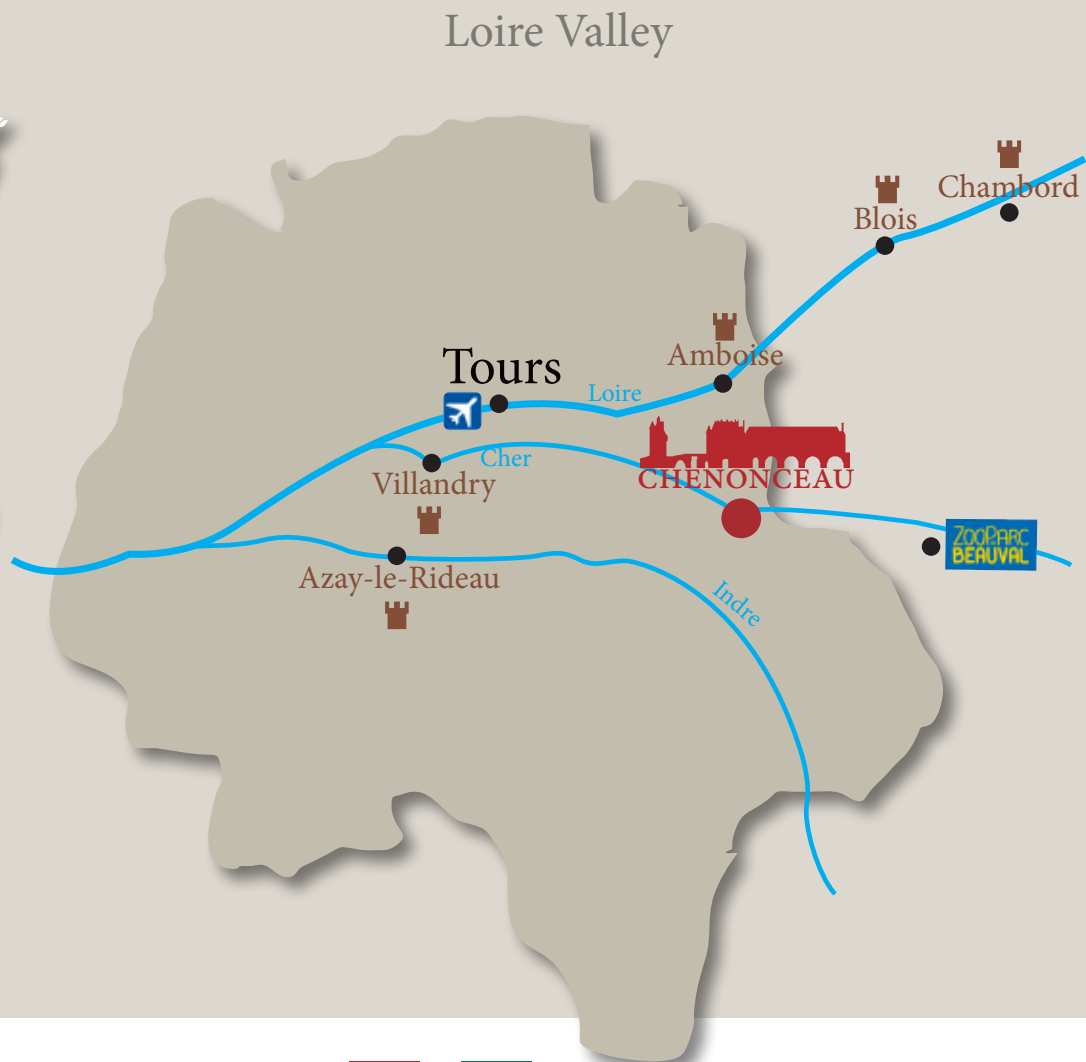 Loire Valley
Chambord
Blois
Amboise
Tours
Loire
Cher
CHENONCEAU
Villandry
ZOOPARC
BEAUVAL
Azay-le-Rideau
Indre